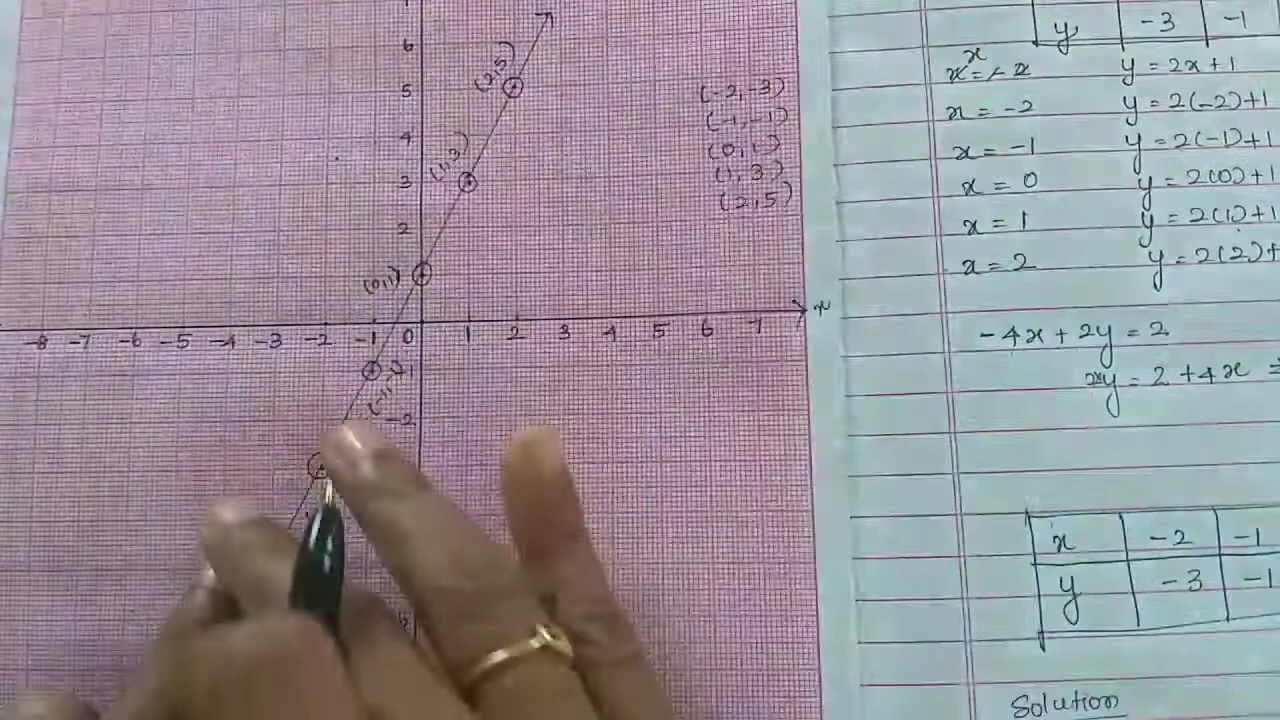 6
(2,5)
5
4
(1,3)
3
2
(0,1)
x
-8 -7 -6 -5 -4 -3 -2 -1 0 1 2 3 4 5 6 7
-1
(-1,-1)
-2
(-2,-3)
(-1,-1)
(0,1)
(1,3)
(2,5)
y -3 -1
y = 2x+1
x = -2 y = 2(-2)+1
x = -1 y = 2(-1)+1
x = 0 y = 2(0)+1
x = 1 y = 2(1)+1
x = 2 y = 2(2)+
-4x + 2y = 2
y = 2 + 4x =
x -2 -1
y -3 -1
Solution